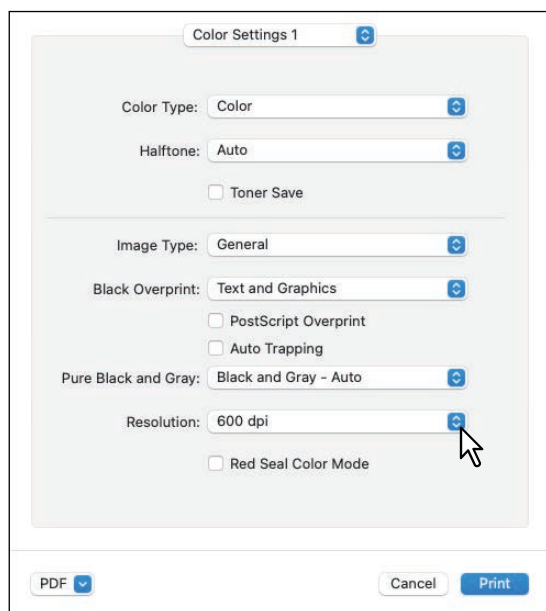 Color Settings 1
Color Type: Color
Halftone: Auto
Toner Save
Image Type: General
Black Overprint: Text and Graphics
PostScript Overprint
Auto Trapping
Pure Black and Gray: Black and Gray - Auto
Resolution: 600 dpi
Red Seal Color Mode
PDF Cancel Print